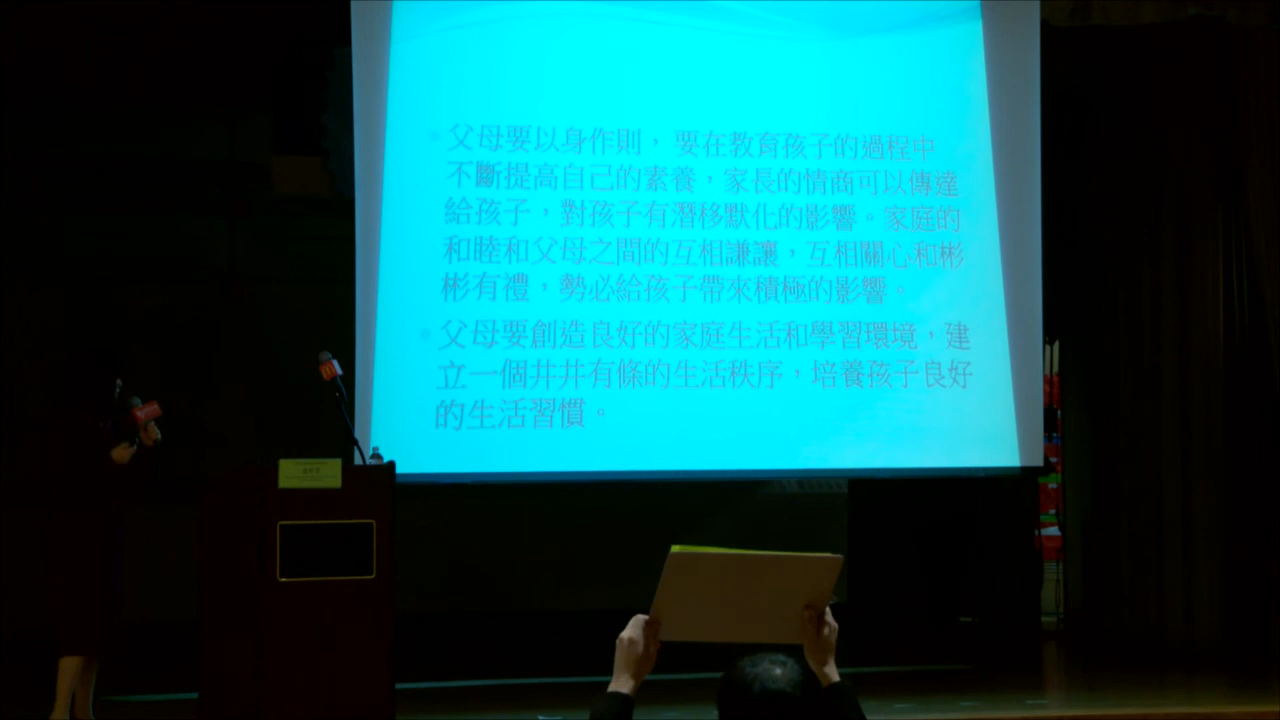 父母要以身作則， 要在教育孩子的過程中
不斷提高自己的素養，家長的情商可以傳達
給孩子，對孩子有潛移默化的影響。家庭的
和睦和父母之間的互相謙讓，互相關心和彬
彬有禮，勢必給孩子帶來積極的影響。
父母要創造良好的家庭生活和學習環境，建
立一個井井有條的生活秩序，培養孩子良好
的生活習慣。